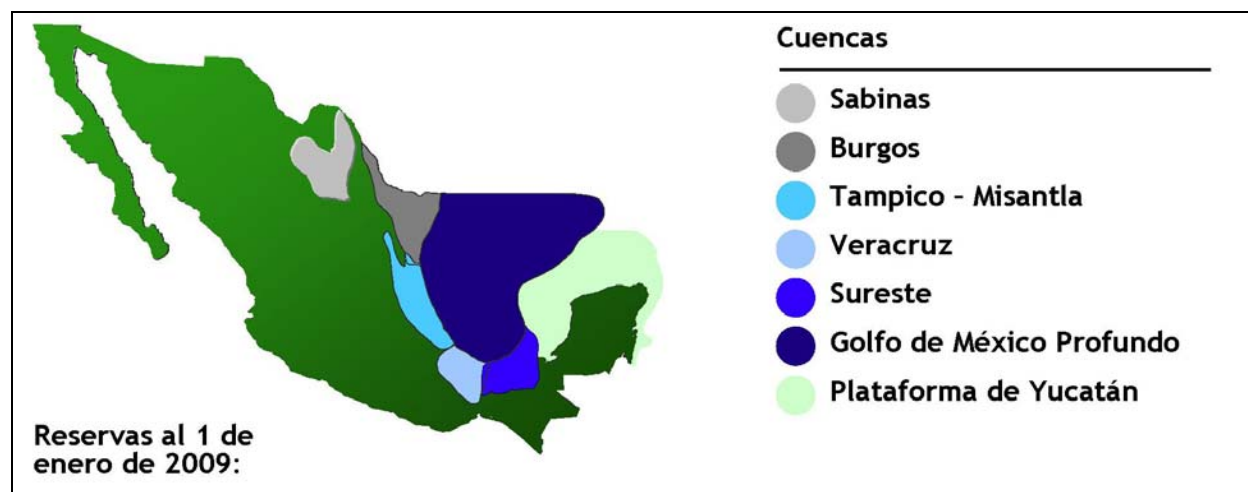 Cuencas
Sabinas
Burgos
Tampico - Misantla
Veracruz
Sureste
Golfo de México Profundo
Plataforma de Yucatán
Reservas al 1 de
enero de 2009: